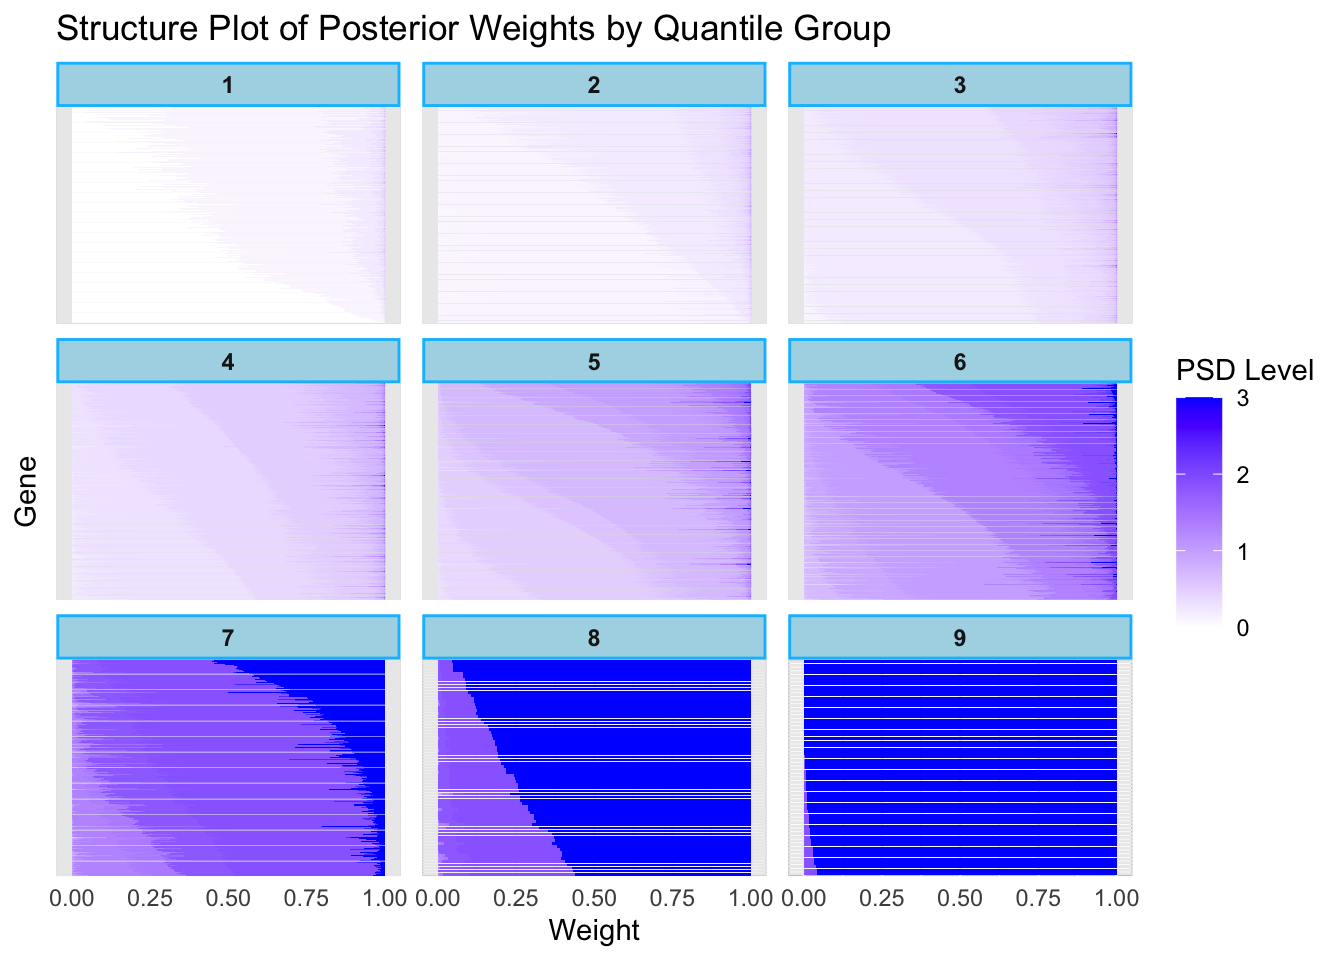 Structure Plot of Posterior Weights by Quantile Group
1 2 3
4 5 6
7 8 9
Gene
PSD Level
3
2
1
0
0.00 0.25 0.50 0.75 1.00 0.00 0.25 0.50 0.75 1.00 0.00 0.25 0.50 0.75 1.00
Weight